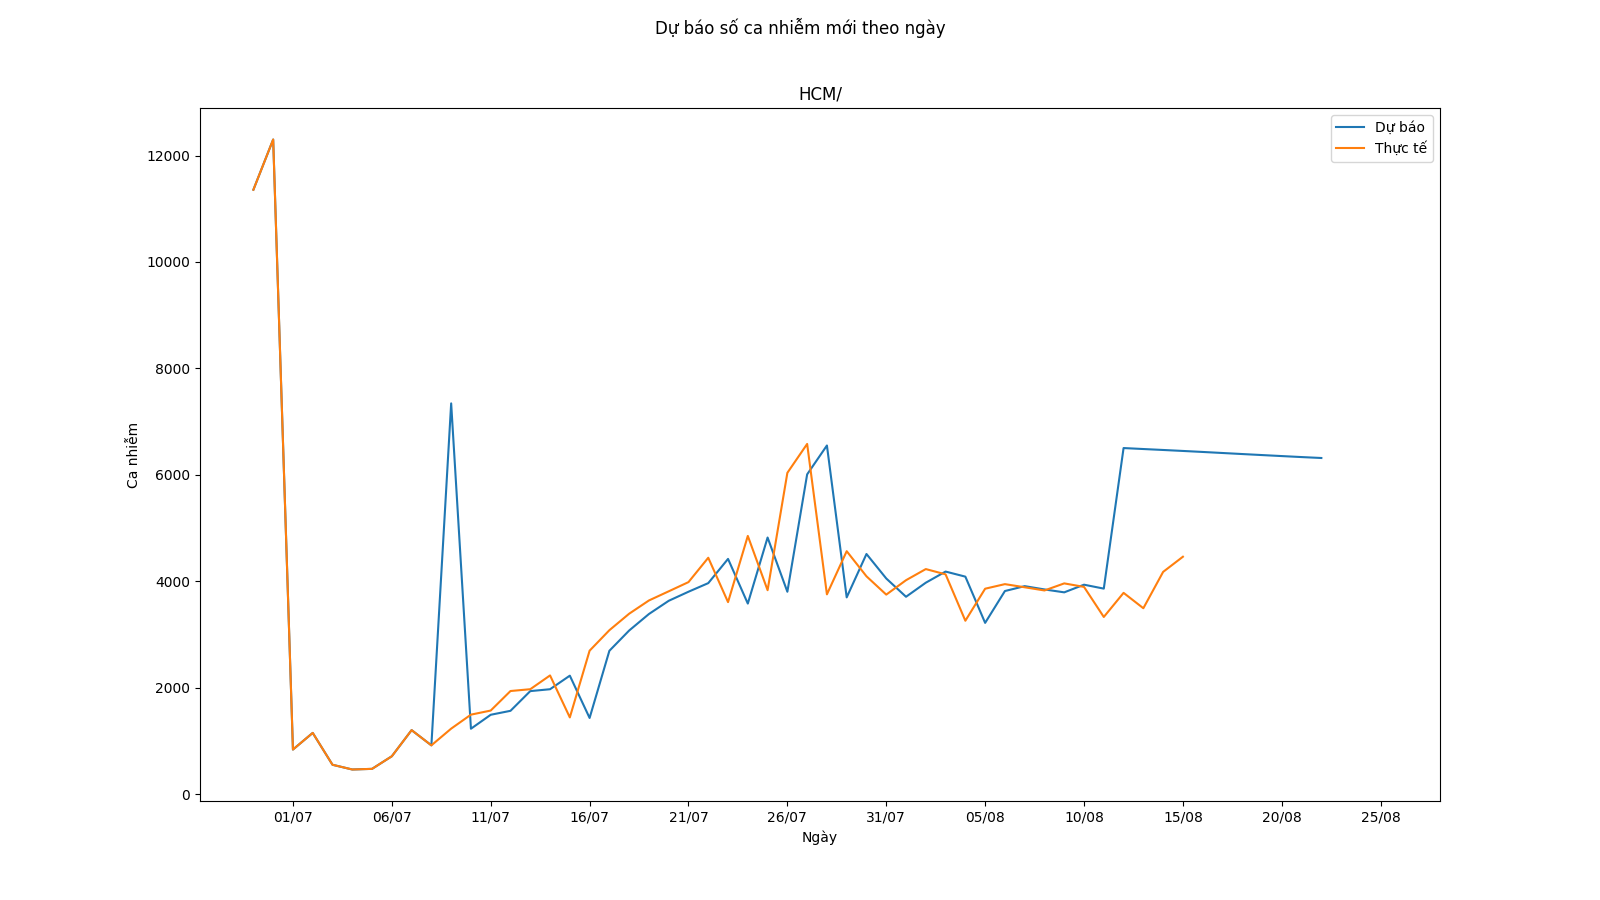 Dự báo số ca nhiễm mới theo ngày
HCM/
Dự báo
Thực tế
12000
10000
8000
6000
4000
2000
0
Ca nhiễm
01/07 06/07 11/07 16/07 21/07 26/07 31/07 05/08 10/08 15/08 20/08 25/08
Ngày